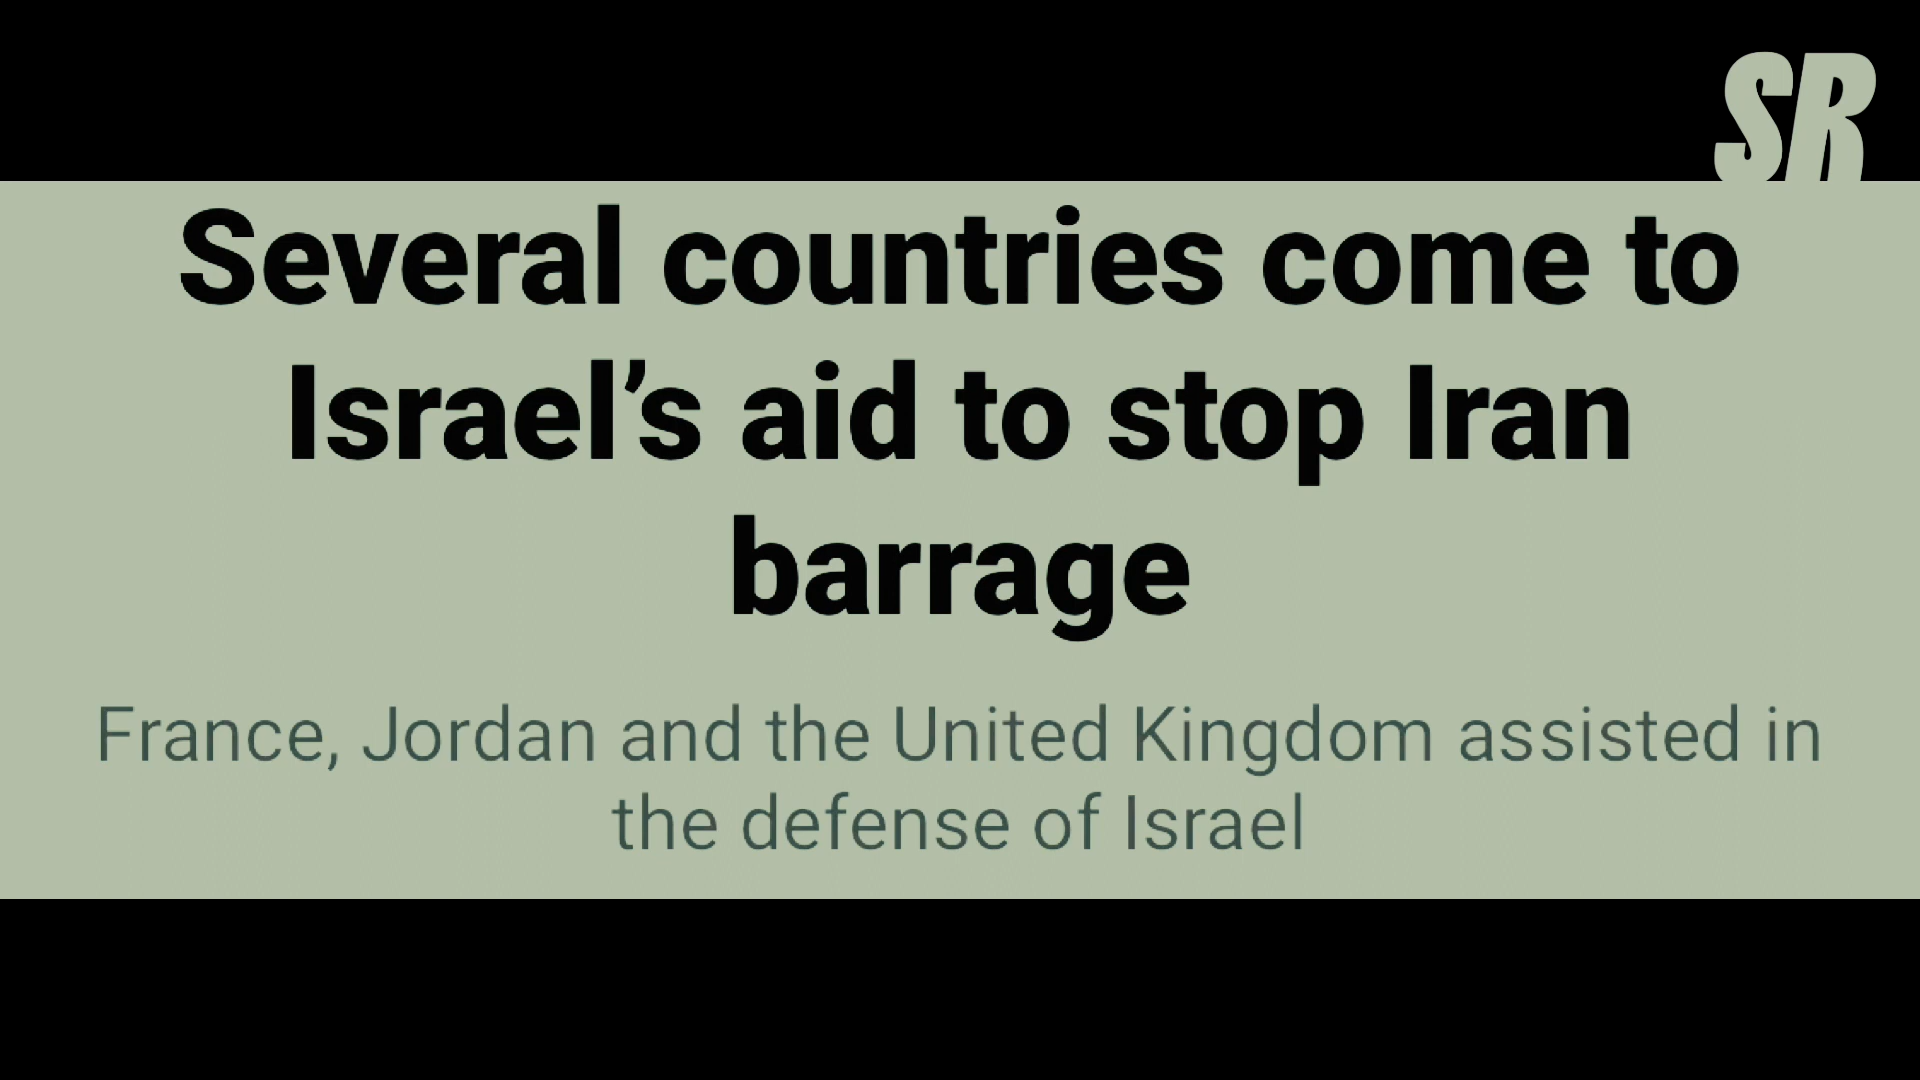 SR
Several countries come to
Israel’s aid to stop Iran
barrage
France, Jordan and the United Kingdom assisted in
the defense of Israel